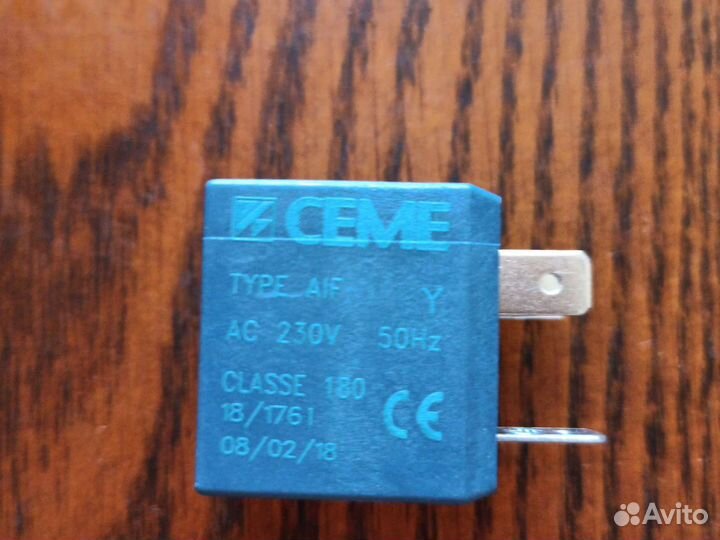 CEME
TYPE AIF Y
AC 230V 50Hz
CLASSE 180
18/1761 CE
08/02/18
Avito